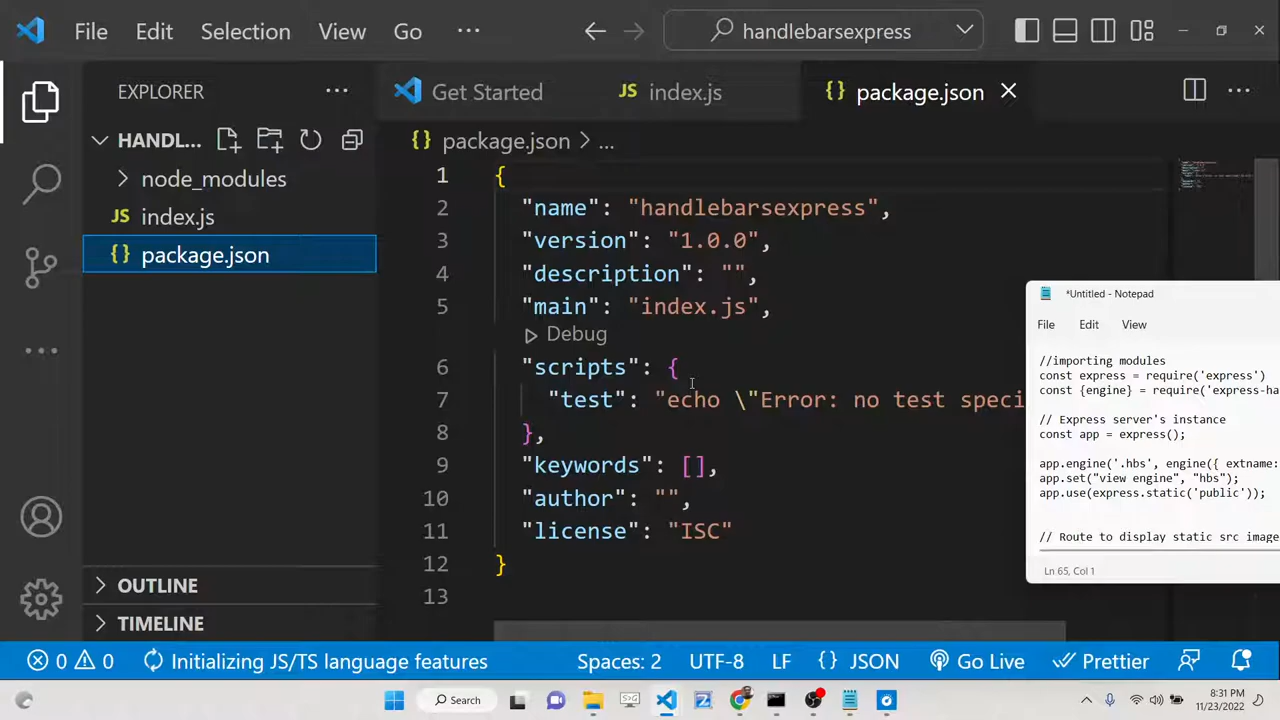 File Edit Selection View Go ··· handlebarsexpress
EXPLORER ···
Get Started
JS index.js
{} package.json
HANDL...
{} package.json > ...
node_modules
JS index.js
{} package.json
1 {
2 "name": "handlebarsexpress",
3 "version": "1.0.0",
4 "description": "",
5 "main": "index.js",
Debug
6 "scripts": {
7 "test": "echo \"Error: no test speci
8 },
9 "keywords": [],
10 "author": "",
11 "license": "ISC"
12 }
13
*Untitled - Notepad
File Edit View
//importing modules
const express = require('express')
const {engine} = require('express-ha
// Express server's instance
const app = express();
app.engine('.hbs', engine({ extname:
app.set("view engine", "hbs");
app.use(express.static('public'));
// Route to display static src image
Ln 65, Col 1
OUTLINE
TIMELINE
0 0 Initializing JS/TS language features Spaces: 2 UTF-8 LF {} JSON Go Live Prettier
Search
8:31 PM
11/23/2022